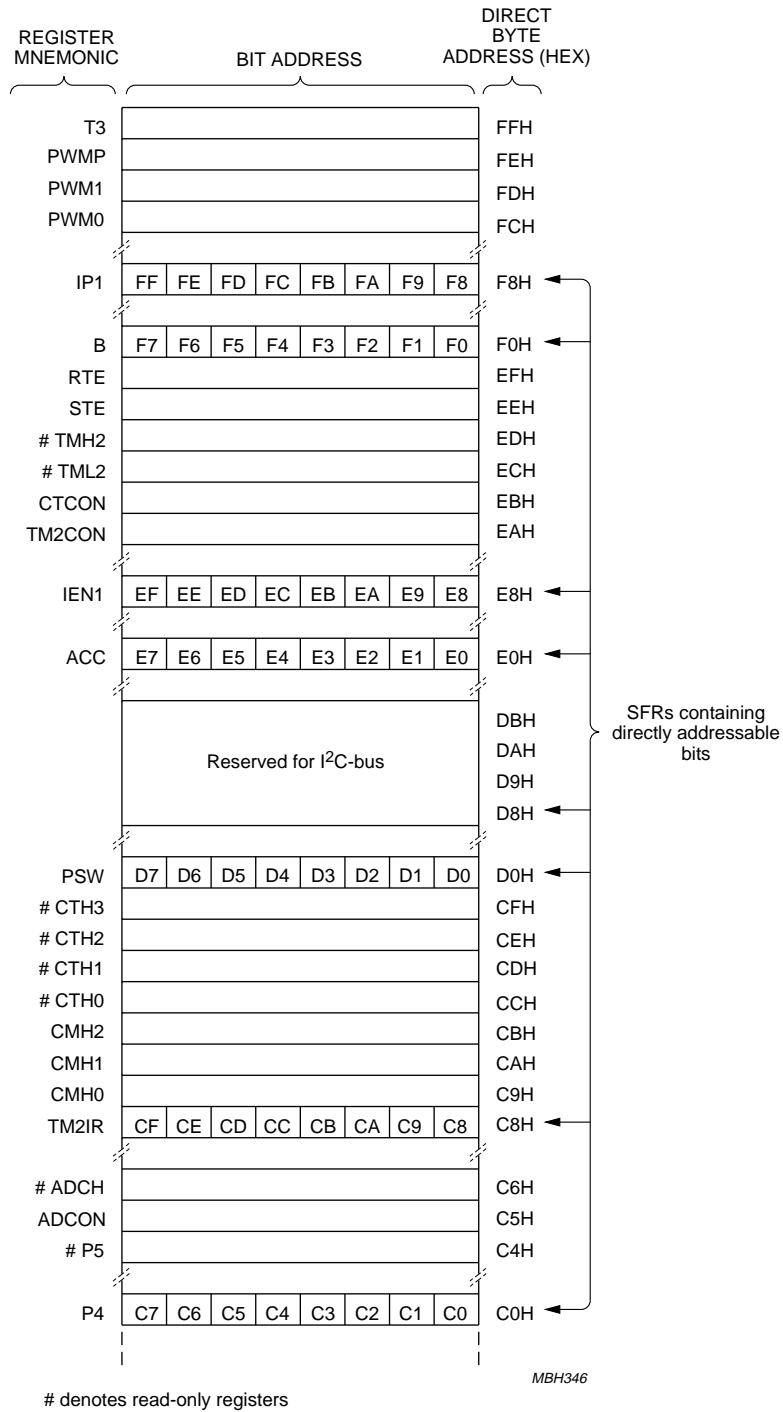 REGISTER MNEMONIC BIT ADDRESS DIRECT BYTE ADDRESS (HEX)
T3 FFH
PWMP FEH
PWM1 FDH
PWM0 FCH
IP1 FF FE FD FC FB FA F9 F8 F8H
B F7 F6 F5 F4 F3 F2 F1 F0 F0H
RTE EFH
STE EEH
# TMH2 EDH
# TML2 ECH
CTCON EBH
TM2CON EAH
IEN1 EF EE ED EC EB EA E9 E8 E8H
ACC E7 E6 E5 E4 E3 E2 E1 E0 E0H
Reserved for I²C-bus
DBH
DAH
D9H
D8H
SFRs containing
directly addressable
bits
PSW D7 D6 D5 D4 D3 D2 D1 D0 D0H
# CTH3 CFH
# CTH2 CEH
# CTH1 CDH
# CTH0 CCH
CMH2 CBH
CMH1 CAH
CMH0 C9H
TM2IR CF CE CD CC CB CA C9 C8 C8H
# ADCH C6H
ADCON C5H
# P5 C4H
P4 C7 C6 C5 C4 C3 C2 C1 C0 C0H
MBH346
# denotes read-only registers